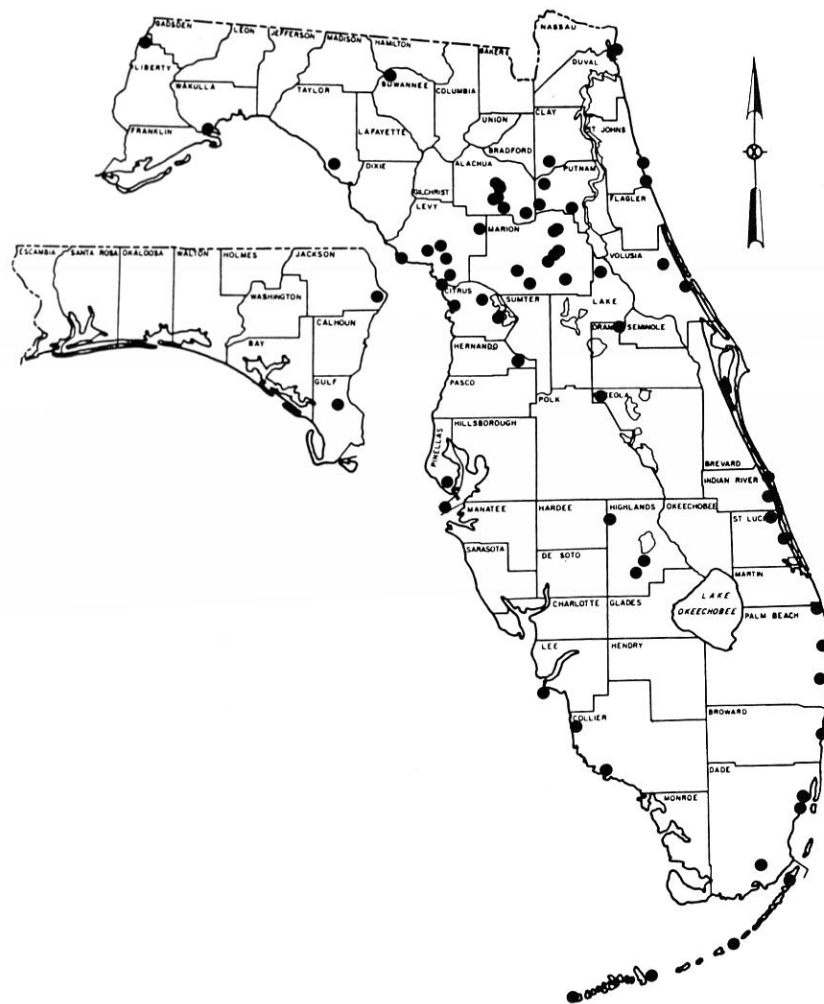 GADSDEN
LEON
JEFFERSON
MADISON
HAMILTON
NASSAU
BAKER
DUVAL
LIBERTY
WAKULLA
TAYLOR
SUWANNEE
COLUMBIA
FRANKLIN
LAFAYETTE
UNION
BRADFORD
CLAY
ST JOHNS
DIXIE
ALACHUA
PUTNAM
GILCHRIST
LEVY
FLAGLER
MARION
VOLUSIA
ESCAMBIA
SANTA ROSA
OKALOOSA
WALTON
HOLMES
JACKSON
WASHINGTON
BAY
CALHOUN
GULF
CITRUS
SUMTER
LAKE
SEMINOLE
HERNANDO
PASCO
POLK
PINELLAS
HILLSBOROUGH
BREVARD
INDIAN RIVER
MANATEE
HARDEE
HIGHLANDS
OKEECHOBEE
ST LUCIE
SARASOTA
DE SOTO
MARTIN
CHARLOTTE
GLADES
LAKE
OKEECHOBEE
PALM BEACH
LEE
HENDRY
COLLIER
BROWARD
DADE
MONROE